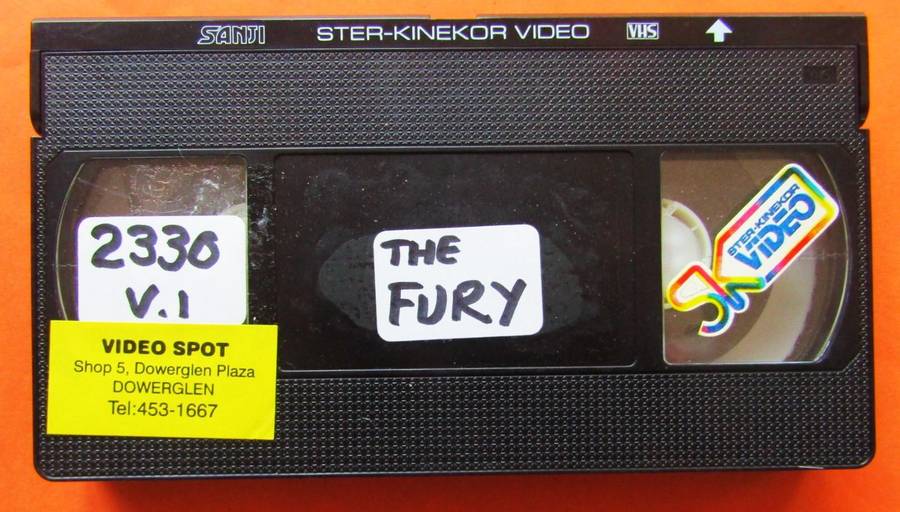 SANJI STER-KINEKOR VIDEO VHS
2330
V.1
THE
FURY
STER-KINEKOR
VIDEO
SK
VIDEO SPOT
Shop 5, Dowerglen Plaza
DOWERGLEN
Tel:453-1667